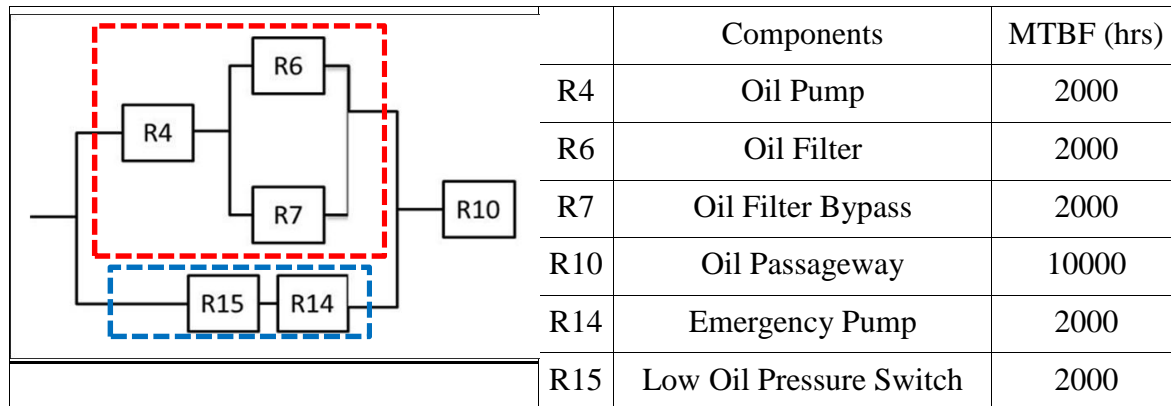 R6
R4
R7
R10
R15 R14
Components MTBF (hrs)
R4 Oil Pump 2000
R6 Oil Filter 2000
R7 Oil Filter Bypass 2000
R10 Oil Passageway 10000
R14 Emergency Pump 2000
R15 Low Oil Pressure Switch 2000